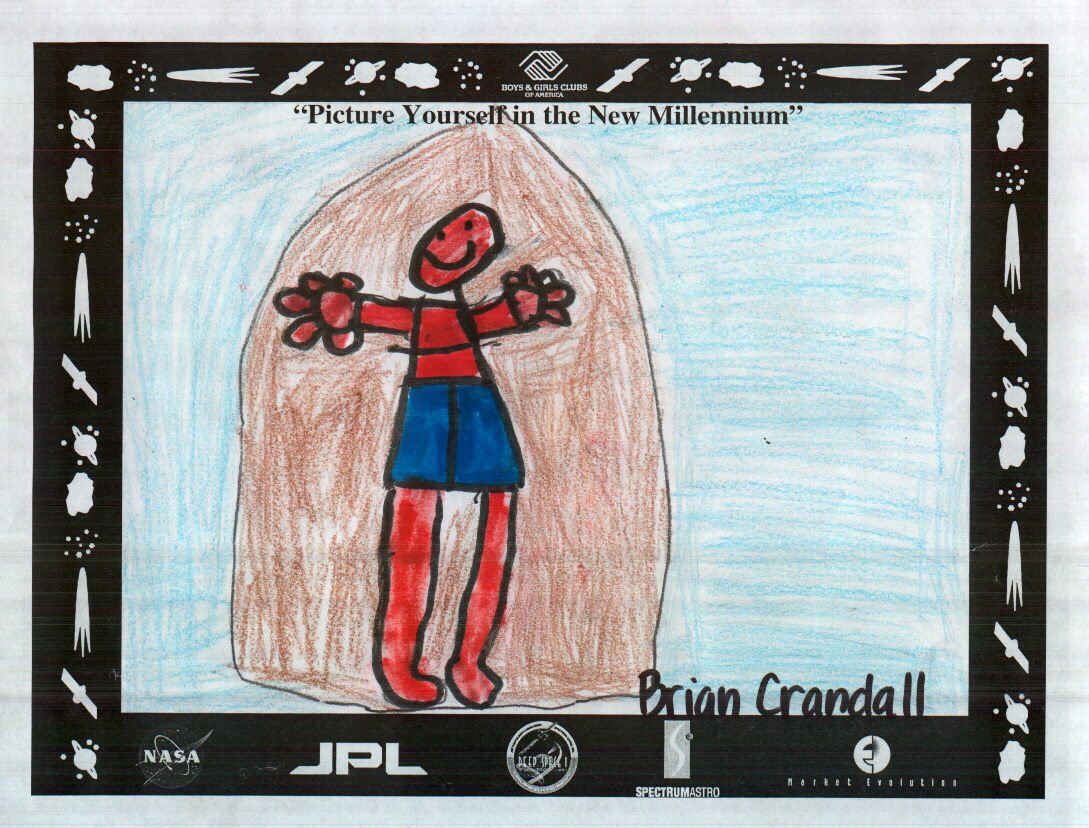 BOYS & GIRLS CLUBS
OF AMERICA
“Picture Yourself in the New Millennium”
Brian Crandall
NASA
JPL
DEEP SPACE 1
SPECTRUMASTRO
Market Evolution